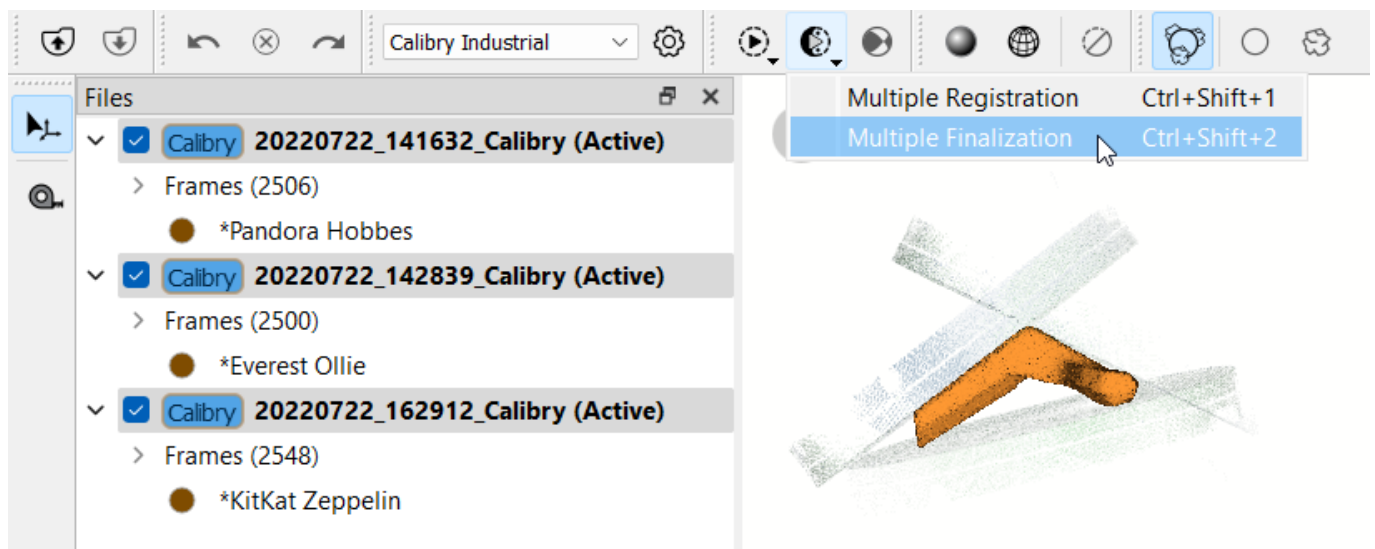 Calibry Industrial
Files
Multiple Registration Ctrl+Shift+1
Multiple Finalization Ctrl+Shift+2
Calibry 20220722_141632_Calibry (Active)
Frames (2506)
*Pandora Hobbes
Calibry 20220722_142839_Calibry (Active)
Frames (2500)
*Everest Ollie
Calibry 20220722_162912_Calibry (Active)
Frames (2548)
*KitKat Zeppelin